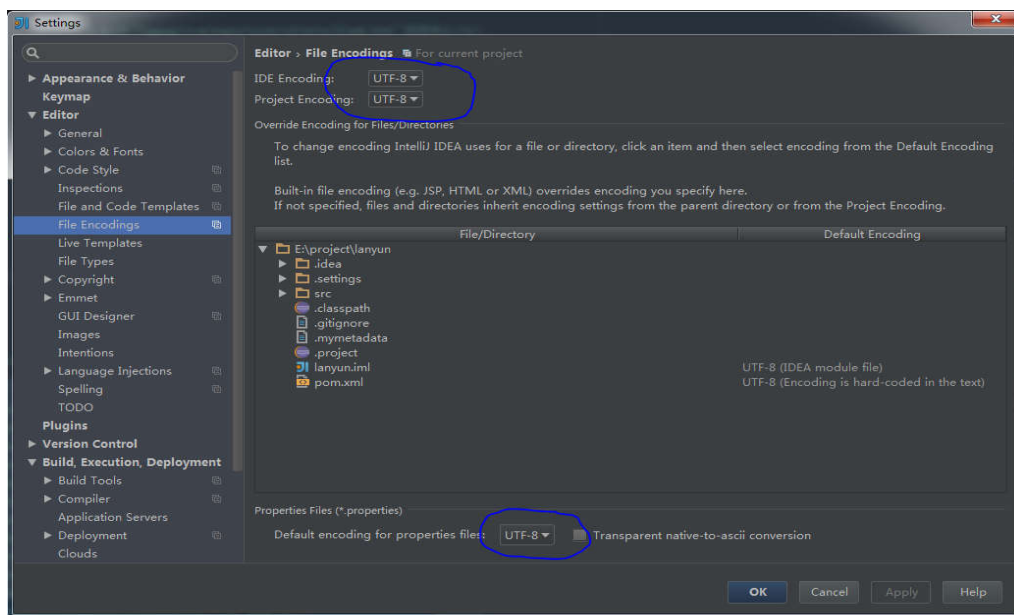 Settings
Editor › File Encodings For current project
IDE Encoding: UTF-8
Project Encoding: UTF-8
Override Encoding for Files/Directories
To change encoding IntelliJ IDEA uses for a file or directory, click an item and then select encoding from the Default Encoding
list.
Built-in file encoding (e.g. JSP, HTML or XML) overrides encoding you specify here.
If not specified, files and directories inherit encoding settings from the parent directory or from the Project Encoding.
File/Directory Default Encoding
E:\project\lanyun
.idea
.settings
src
.classpath
.gitignore
.mymetadata
.project
lanyun.iml UTF-8 (IDEA module file)
pom.xml UTF-8 (Encoding is hard-coded in the text)
Properties Files (*.properties)
Default encoding for properties files: UTF-8 Transparent native-to-ascii conversion
Appearance & Behavior
Keymap
Editor
General
Colors & Fonts
Code Style
Inspections
File and Code Templates
File Encodings
Live Templates
File Types
Copyright
Emmet
GUI Designer
Images
Intentions
Language Injections
Spelling
TODO
Plugins
Version Control
Build, Execution, Deployment
Build Tools
Compiler
Application Servers
Deployment
Clouds
OK Cancel Apply Help